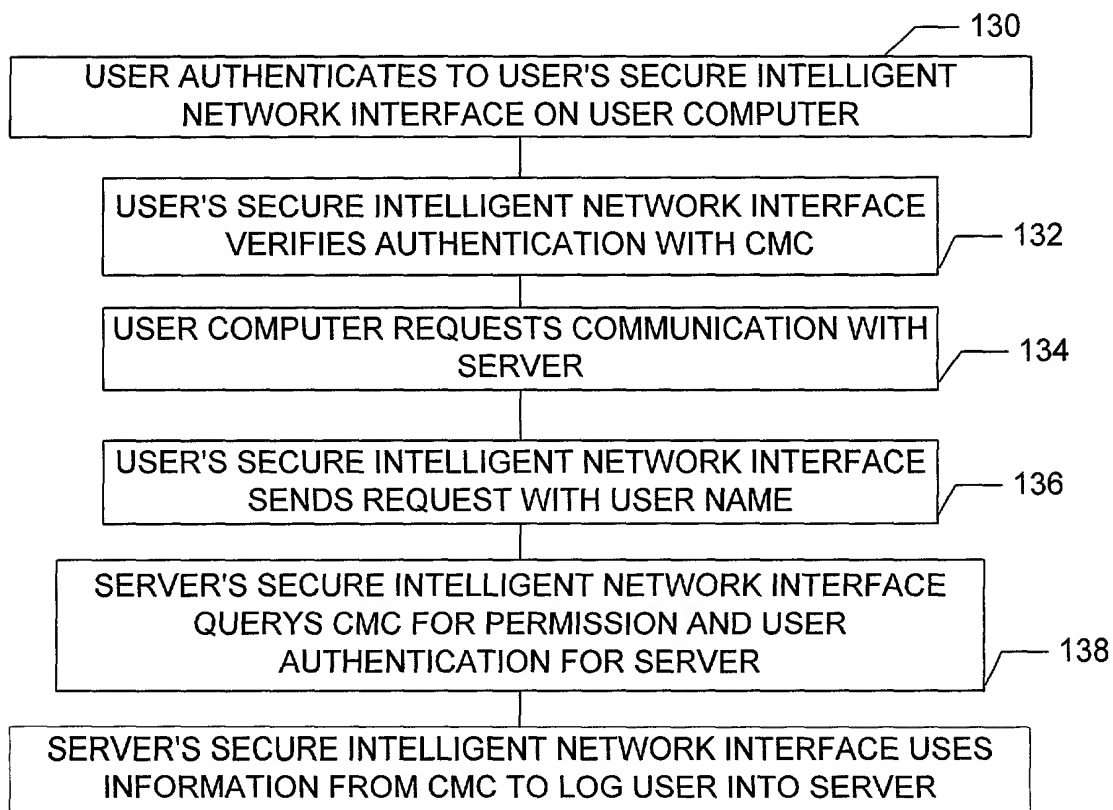 130
USER AUTHENTICATES TO USER'S SECURE INTELLIGENT
NETWORK INTERFACE ON USER COMPUTER
USER'S SECURE INTELLIGENT NETWORK INTERFACE
VERIFIES AUTHENTICATION WITH CMC
132
USER COMPUTER REQUESTS COMMUNICATION WITH
SERVER
134
USER'S SECURE INTELLIGENT NETWORK INTERFACE
SENDS REQUEST WITH USER NAME
136
SERVER'S SECURE INTELLIGENT NETWORK INTERFACE
QUERYS CMC FOR PERMISSION AND USER
AUTHENTICATION FOR SERVER
138
SERVER'S SECURE INTELLIGENT NETWORK INTERFACE USES
INFORMATION FROM CMC TO LOG USER INTO SERVER